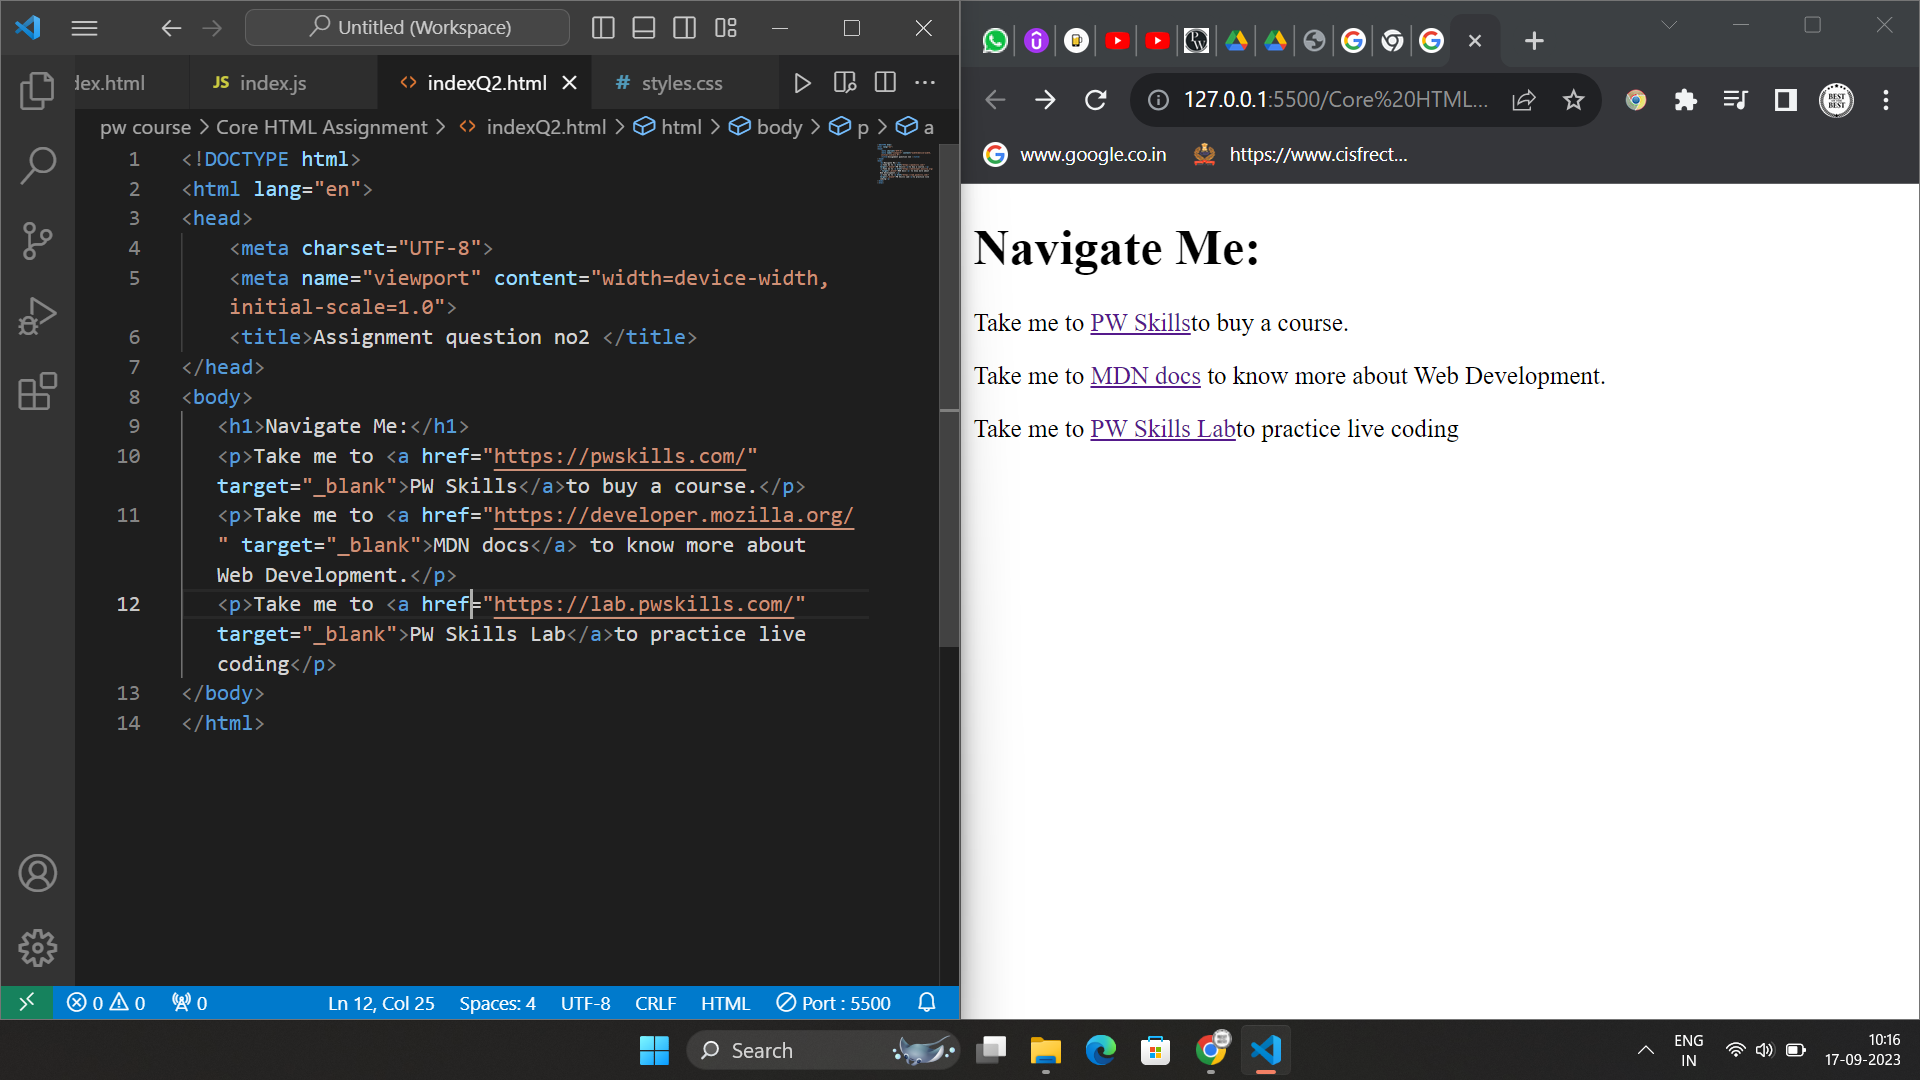 Untitled (Workspace)
dex.html
JS index.js
<> indexQ2.html
# styles.css
pw course > Core HTML Assignment > <> indexQ2.html > html > body > p > a
1 <!DOCTYPE html>
2 <html lang="en">
3 <head>
4 <meta charset="UTF-8">
5 <meta name="viewport" content="width=device-width,
initial-scale=1.0">
6 <title>Assignment question no2 </title>
7 </head>
8 <body>
9 <h1>Navigate Me:</h1>
10 <p>Take me to <a href="https://pwskills.com/"
target="_blank">PW Skills</a>to buy a course.</p>
11 <p>Take me to <a href="https://developer.mozilla.org/
" target="_blank">MDN docs</a> to know more about
Web Development.</p>
12 <p>Take me to <a href="https://lab.pwskills.com/"
target="_blank">PW Skills Lab</a>to practice live
coding</p>
13 </body>
14 </html>
0 0 0 Ln 12, Col 25 Spaces: 4 UTF-8 CRLF HTML Port : 5500
127.0.0.1:5500/Core%20HTML...
www.google.co.in
https://www.cisfrect...
BEST BEST
Navigate Me:
Take me to PW Skillsto buy a course.
Take me to MDN docs to know more about Web Development.
Take me to PW Skills Labto practice live coding
Search
ENG
IN
10:16
17-09-2023